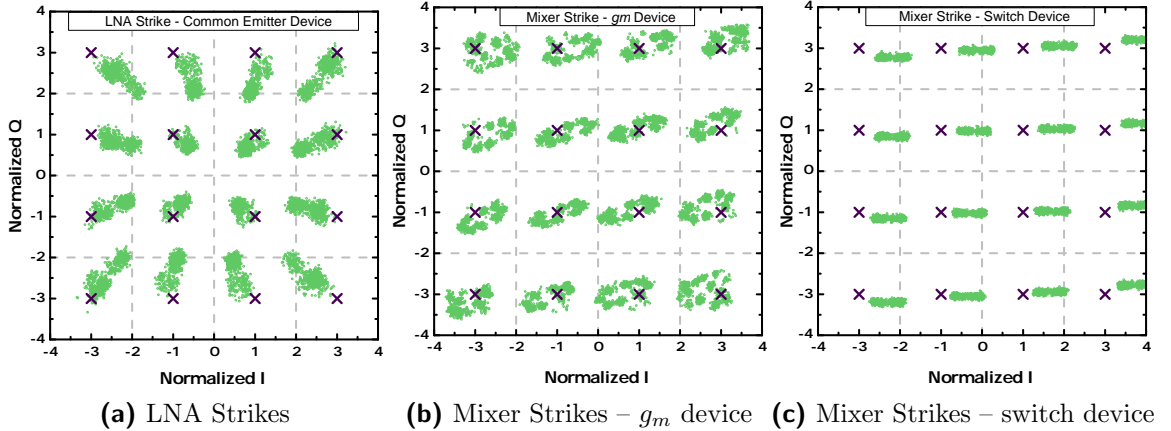 LNA Strike - Common Emitter Device
Normalized Q
4
3
2
1
0
-1
-2
-3
-4
-4 -3 -2 -1 0 1 2 3 4
Normalized I
(a) LNA Strikes
Mixer Strike - gm Device
Normalized Q
4
3
2
1
0
-1
-2
-3
-4
-4 -3 -2 -1 0 1 2 3 4
Normalized I
(b) Mixer Strikes – gm device
Mixer Strike - Switch Device
Normalized Q
4
3
2
1
0
-1
-2
-3
-4
-4 -3 -2 -1 0 1 2 3 4
Normalized I
(c) Mixer Strikes – switch device